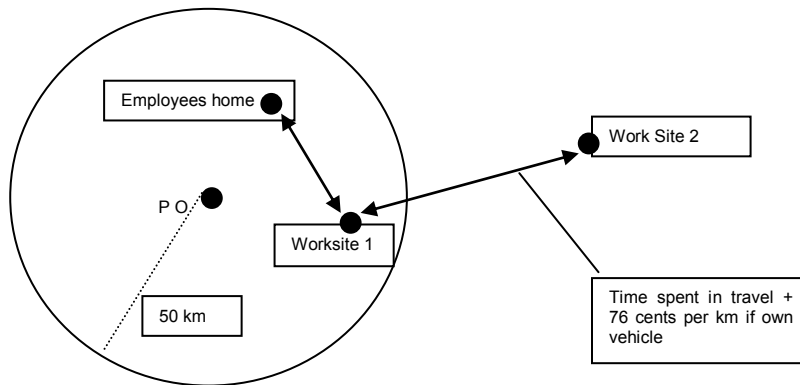 Employees home
Work Site 2
P O
Worksite 1
50 km
Time spent in travel +
76 cents per km if own
vehicle